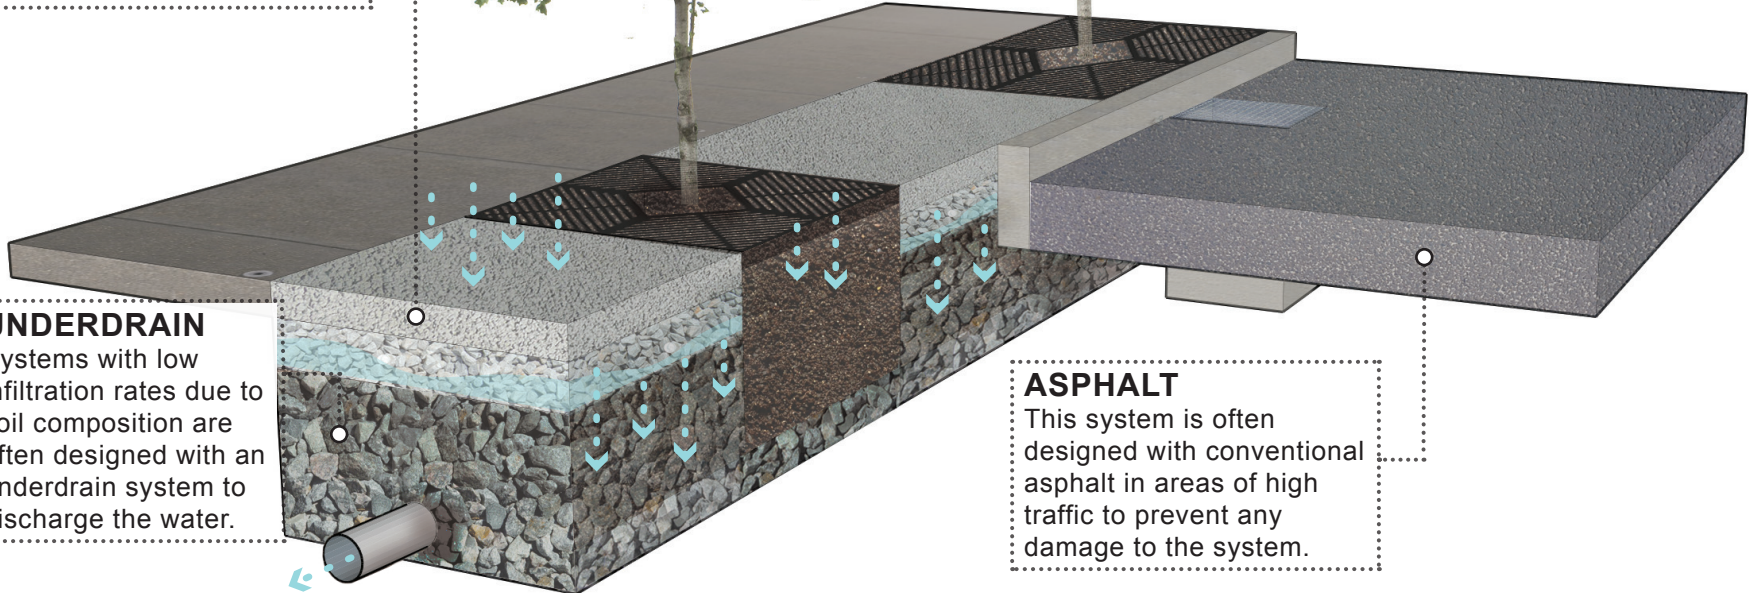 UNDERDRAIN
ystems with low
filtration rates due to
oil composition are
ften designed with an
nderdrain system to
ischarge the water.
ASPHALT
This system is often
designed with conventional
asphalt in areas of high
traffic to prevent any
damage to the system.